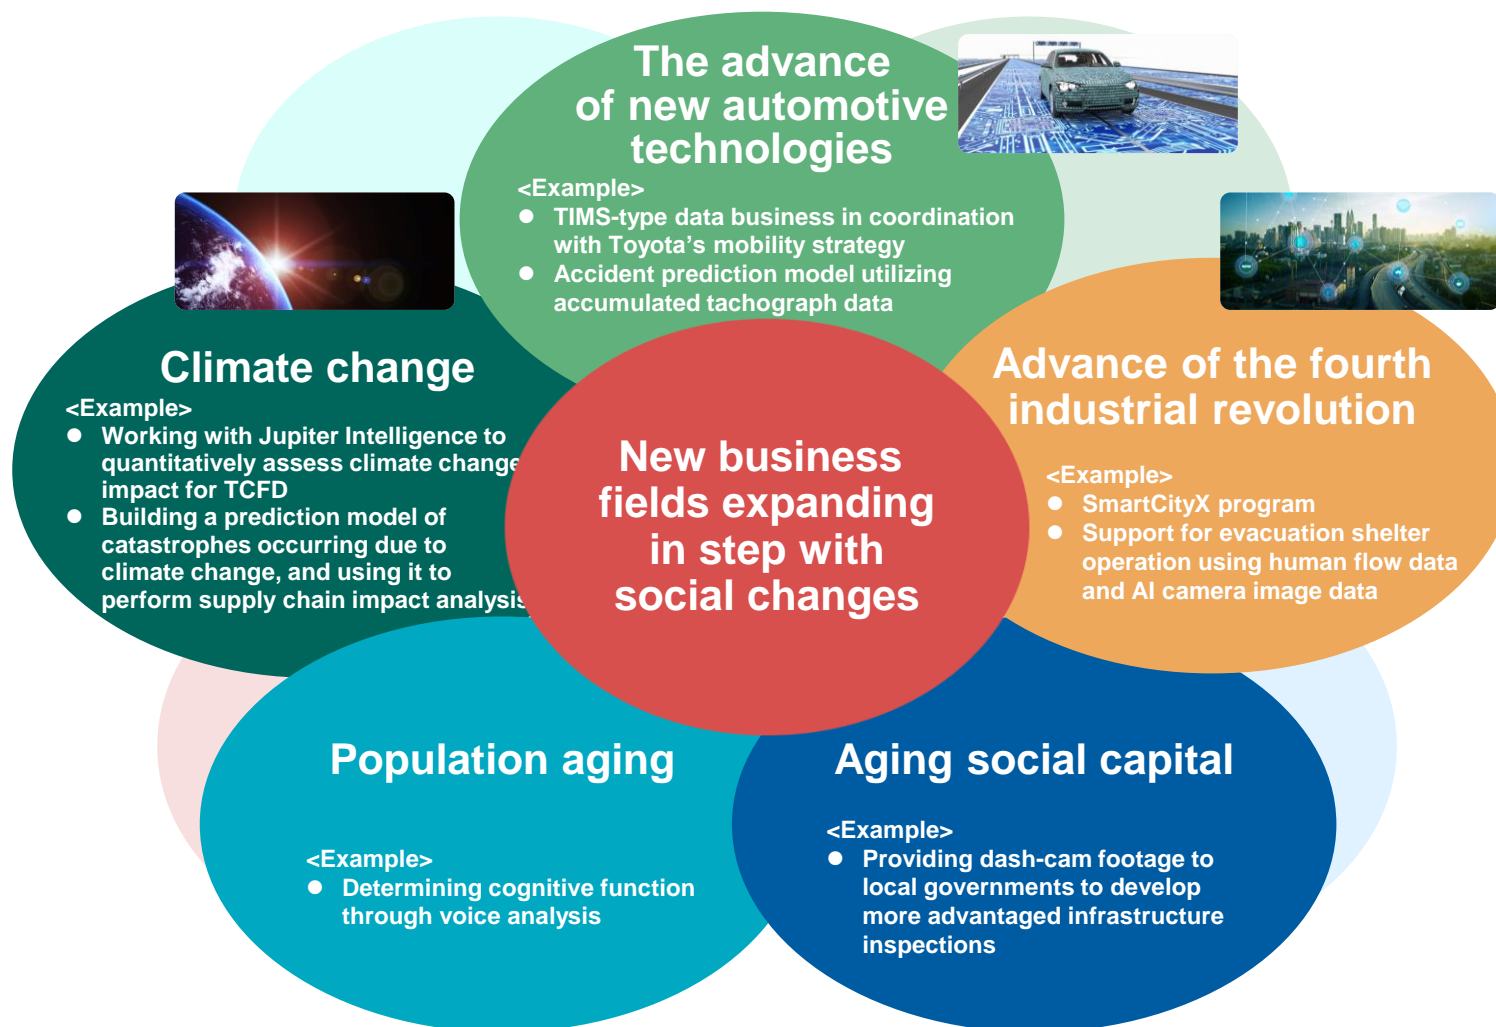 The advance
of new automotive
technologies
<Example>
● TIMS-type data business in coordination
with Toyota’s mobility strategy
● Accident prediction model utilizing
accumulated tachograph data
Climate change
<Example>
● Working with Jupiter Intelligence to
quantitatively assess climate change
impact for TCFD
● Building a prediction model of
catastrophes occurring due to
climate change, and using it to
perform supply chain impact analysis
New business
fields expanding
in step with
social changes
Advance of the fourth
industrial revolution
<Example>
● SmartCityX program
● Support for evacuation shelter
operation using human flow data
and AI camera image data
Population aging
<Example>
● Determining cognitive function
through voice analysis
Aging social capital
<Example>
● Providing dash-cam footage to
local governments to develop
more advantaged infrastructure
inspections